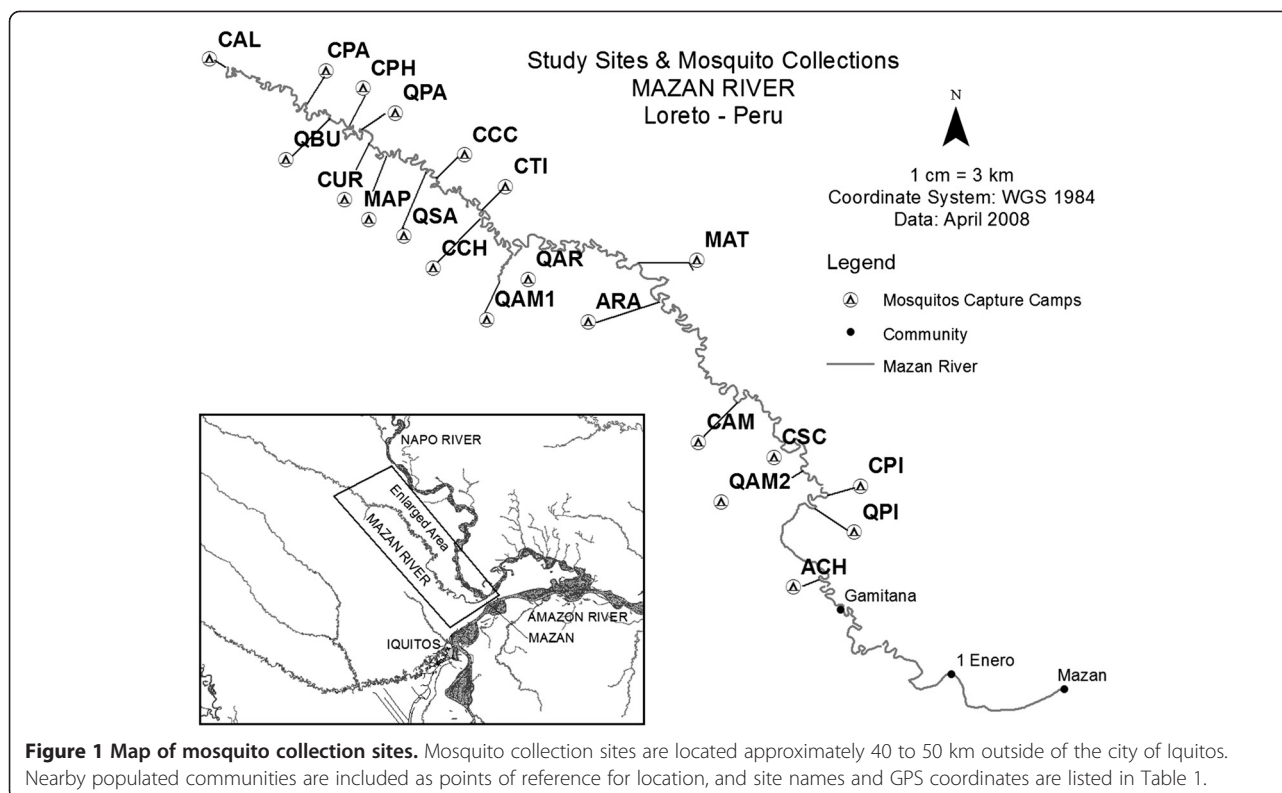 Study Sites & Mosquito Collections
MAZAN RIVER
Loreto - Peru
N
1 cm = 3 km
Coordinate System: WGS 1984
Data: April 2008
Legend
Mosquitos Capture Camps
Community
Mazan River
CAL
CPA
CPH
QPA
QBU
CCC
CUR
MAP
CTI
QSA
CCH
QAR
MAT
QAM1
ARA
CAM
CSC
QAM2
CPI
QPI
ACH
Gamitana
1 Enero
Mazan
NAPO RIVER
Enlarged Area
MAZAN RIVER
AMAZON RIVER
MAZAN
IQUITOS
Figure 1 Map of mosquito collection sites. Mosquito collection sites are located approximately 40 to 50 km outside of the city of Iquitos.
Nearby populated communities are included as points of reference for location, and site names and GPS coordinates are listed in Table 1.